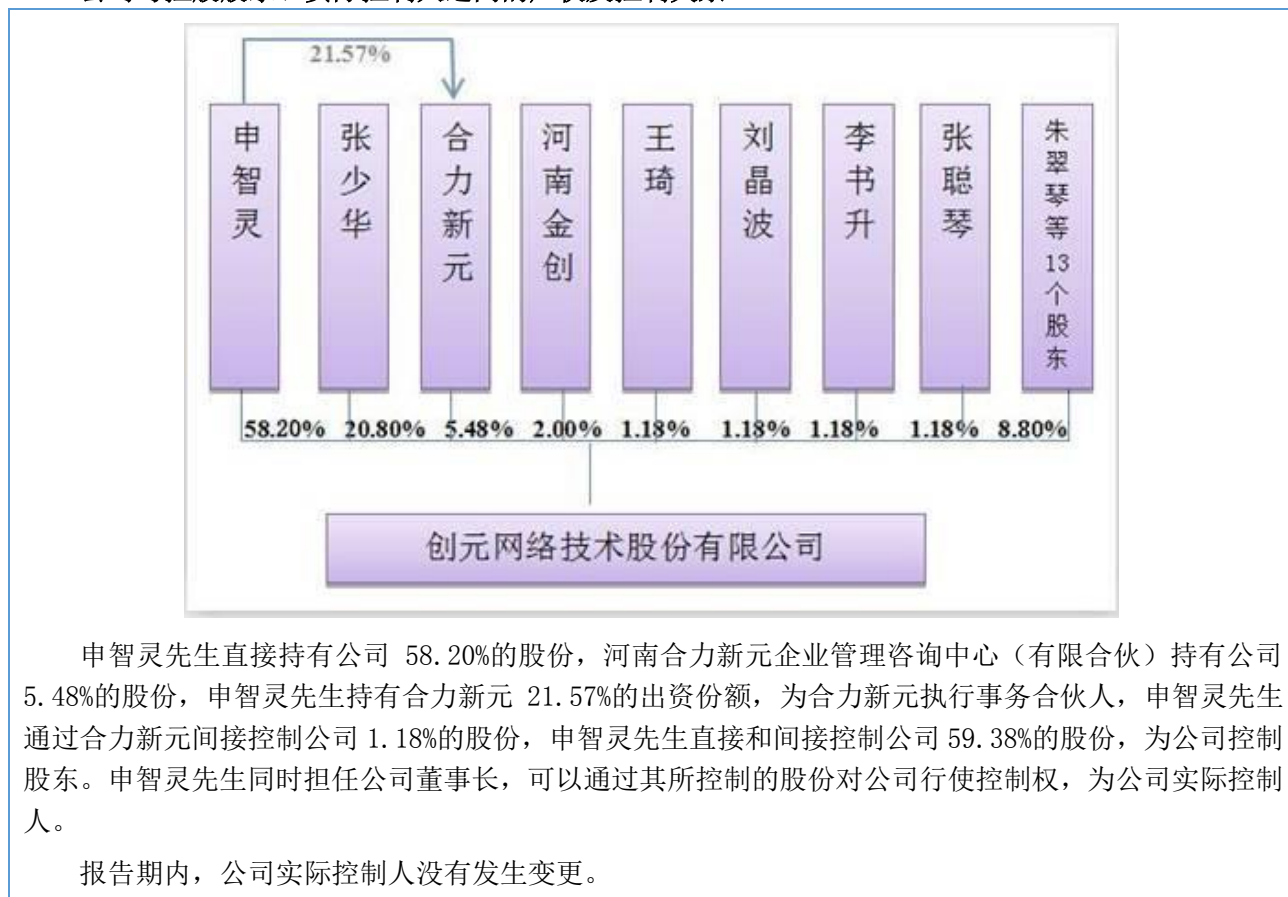 21.57%
申智灵
张少华
合力新元
河南金创
王琦
刘晶波
李书升
张聪琴
朱翠琴等13个股东
58.20% 20.80% 5.48% 2.00% 1.18% 1.18% 1.18% 1.18% 8.80%
创元网络技术股份有限公司
申智灵先生直接持有公司 58.20%的股份，河南合力新元企业管理咨询中心（有限合伙）持有公司
5.48%的股份，申智灵先生持有合力新元 21.57%的出资份额，为合力新元执行事务合伙人，申智灵先生
通过合力新元间接控制公司 1.18%的股份，申智灵先生直接和间接控制公司 59.38%的股份，为公司控制
股东。申智灵先生同时担任公司董事长，可以通过其所控制的股份对公司行使控制权，为公司实际控制
人。
报告期内，公司实际控制人没有发生变更。